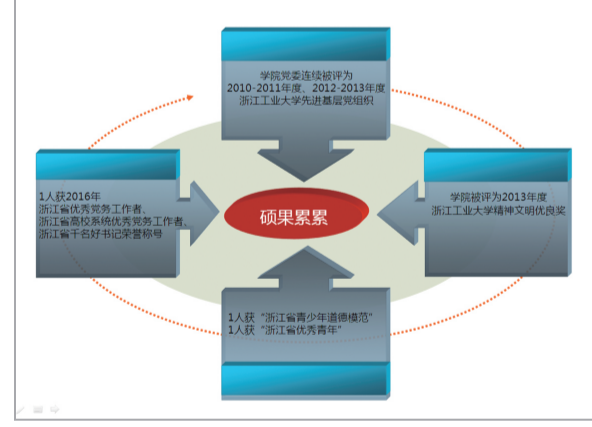 学院党委连续被评为
2010-2011年度、2012-2013年度
浙江工业大学先进基层党组织
1人获2016年
浙江省优秀党务工作者、
浙江省高校系统优秀党务工作者、
浙江省千名好书记荣誉称号
硕果累累
学院被评为2013年度
浙江工业大学精神文明优良奖
1人获“浙江省青少年道德模范”
1人获“浙江省优秀青年”